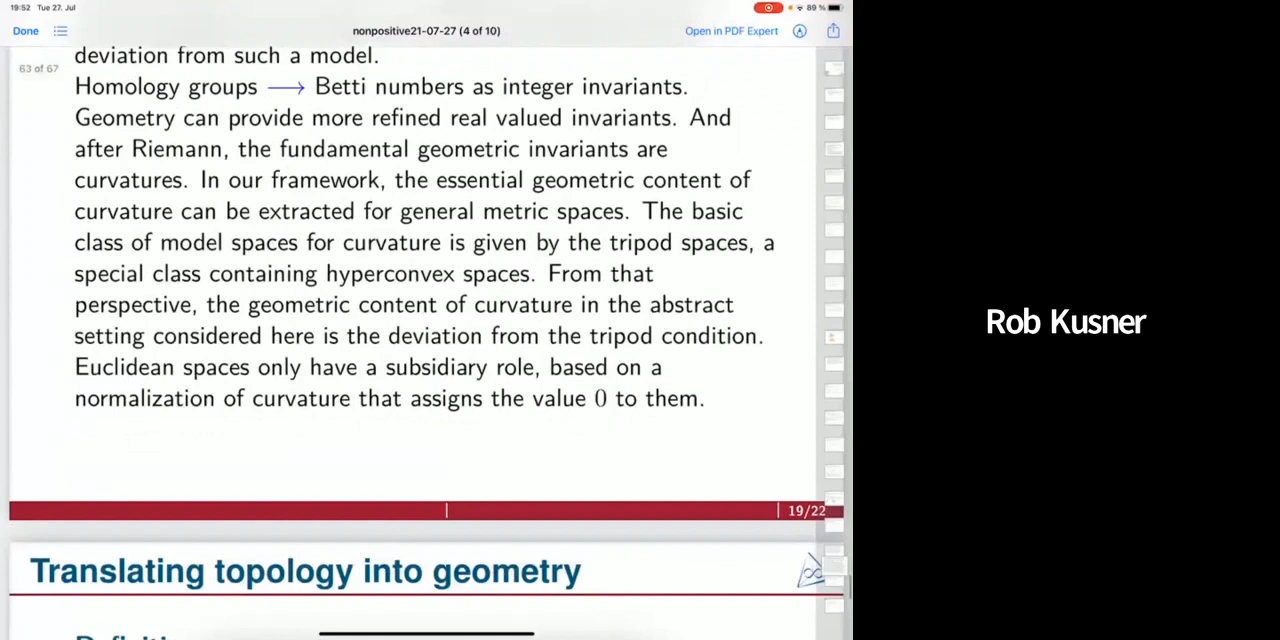 19:52 Tue 27. Jul
89 %
Done
nonpositive21-07-27 (4 of 10)
Open in PDF Expert
63 of 67
deviation from such a model.
Homology groups ⟶ Betti numbers as integer invariants.
Geometry can provide more refined real valued invariants. And
after Riemann, the fundamental geometric invariants are
curvatures. In our framework, the essential geometric content of
curvature can be extracted for general metric spaces. The basic
class of model spaces for curvature is given by the tripod spaces, a
special class containing hyperconvex spaces. From that
perspective, the geometric content of curvature in the abstract
setting considered here is the deviation from the tripod condition.
Euclidean spaces only have a subsidiary role, based on a
normalization of curvature that assigns the value 0 to them.
19/22
Translating topology into geometry
Rob Kusner